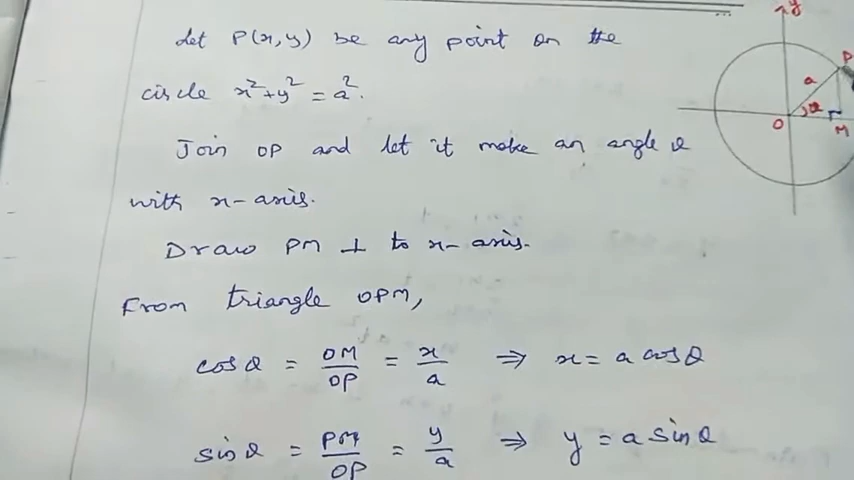 Let P(x,y) be any point on the
circle x²+y² = a².
Join OP and let it make an angle θ
with x-axis.
Draw PM ⊥ to x-axis.
From triangle OPM,
cosθ = OM/OP = x/a ⇒ x = a cosθ
sinθ = PM/OP = y/a ⇒ y = a sinθ
y
P
a
θ
O
M